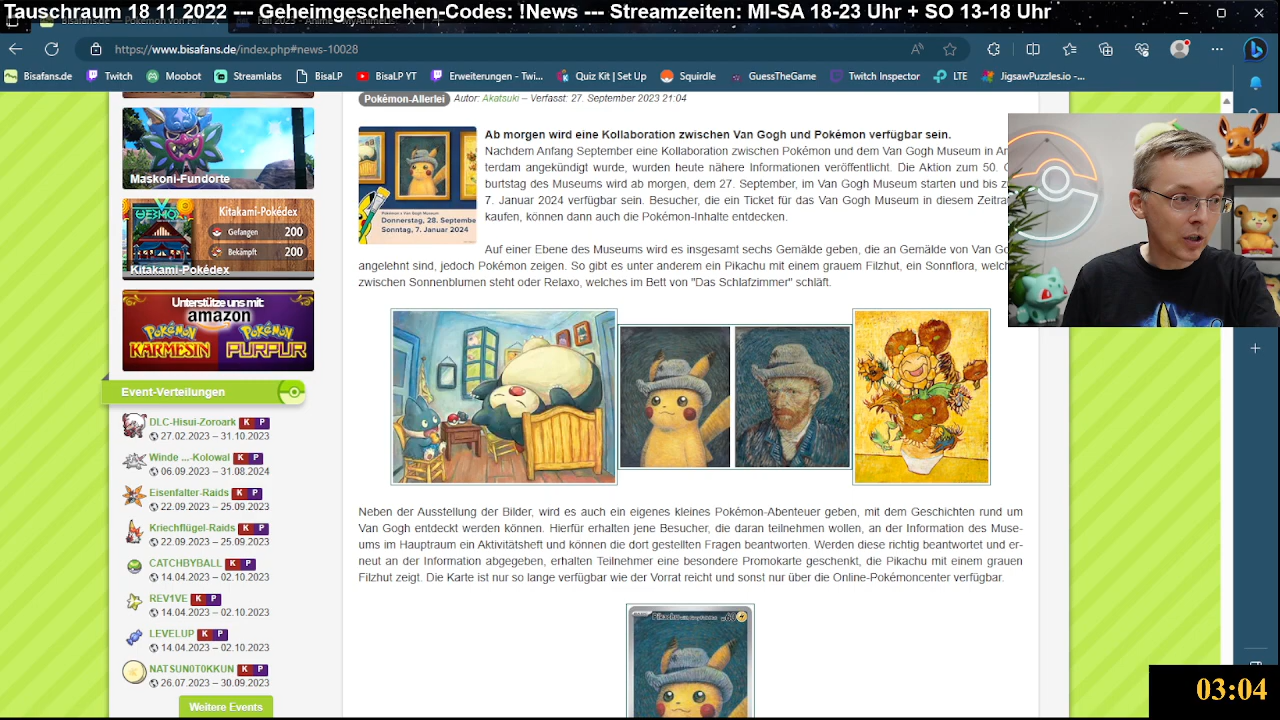 Tauschraum 18 11 2022 --- Geheimgeschehen-Codes: !News --- Streamzeiten: MI-SA 18-23 Uhr + SO 13-18 Uhr
https://www.bisafans.de/index.php#news-10028
Bisafans.de
Twitch
Moobot
Streamlabs
BisaLP
BisaLP YT
Erweiterungen - Twi...
Quiz Kit | Set Up
Squirdle
GuessTheGame
Twitch Inspector
LTE
JigsawPuzzles.io -...
Maskoni-Fundorte
Kitakami-Pokédex
Gefangen 200
Bekämpft 200
Kitakami-Pokédex
Unterstütze uns mit:
amazon
POKÉMON POKÉMON
KARMESIN PURPUR
Event-Verteilungen
DLC-Hisui-Zoroark K P
27.02.2023 – 31.10.2023
Winde ...-Kolowal K P
06.09.2023 – 31.08.2024
Eisenfalter-Raids K P
22.09.2023 – 25.09.2023
Kriechflügel-Raids K P
22.09.2023 – 25.09.2023
CATCHBYBALL K P
14.04.2023 – 02.10.2023
REV1VE K P
14.04.2023 – 02.10.2023
LEVELUP K P
14.04.2023 – 02.10.2023
NATSUN0T0KKUN K P
26.07.2023 – 30.09.2023
Weitere Events
Pokémon-Allerlei Autor: Akatsuki – Verfasst: 27. September 2023 21:04
Pokémon x Van Gogh Museum
Donnerstag, 28. Septembe
Sonntag, 7. Januar 2024
Ab morgen wird eine Kollaboration zwischen Van Gogh und Pokémon verfügbar sein.
Nachdem Anfang September eine Kollaboration zwischen Pokémon und dem Van Gogh Museum in Am
terdam angekündigt wurde, wurden heute nähere Informationen veröffentlicht. Die Aktion zum 50. G
burtstag des Museums wird ab morgen, dem 27. September, im Van Gogh Museum starten und bis z
7. Januar 2024 verfügbar sein. Besucher, die ein Ticket für das Van Gogh Museum in diesem Zeitra
kaufen, können dann auch die Pokémon-Inhalte entdecken.
Auf einer Ebene des Museums wird es insgesamt sechs Gemälde geben, die an Gemälde von Van Go
angelehnt sind, jedoch Pokémon zeigen. So gibt es unter anderem ein Pikachu mit einem grauem Filzhut, ein Sonnflora, welch
zwischen Sonnenblumen steht oder Relaxo, welches im Bett von "Das Schlafzimmer" schläft.
Neben der Ausstellung der Bilder, wird es auch ein eigenes kleines Pokémon-Abenteuer geben, mit dem Geschichten rund um
Van Gogh entdeckt werden können. Hierfür erhalten jene Besucher, die daran teilnehmen wollen, an der Information des Muse-
ums im Hauptraum ein Aktivitätsheft und können die dort gestellten Fragen beantworten. Werden diese richtig beantwortet und er-
neut an der Information abgegeben, erhalten Teilnehmer eine besondere Promokarte geschenkt, die Pikachu mit einem grauen
Filzhut zeigt. Die Karte ist nur so lange verfügbar wie der Vorrat reicht und sonst nur über die Online-Pokémoncenter verfügbar.
03:04